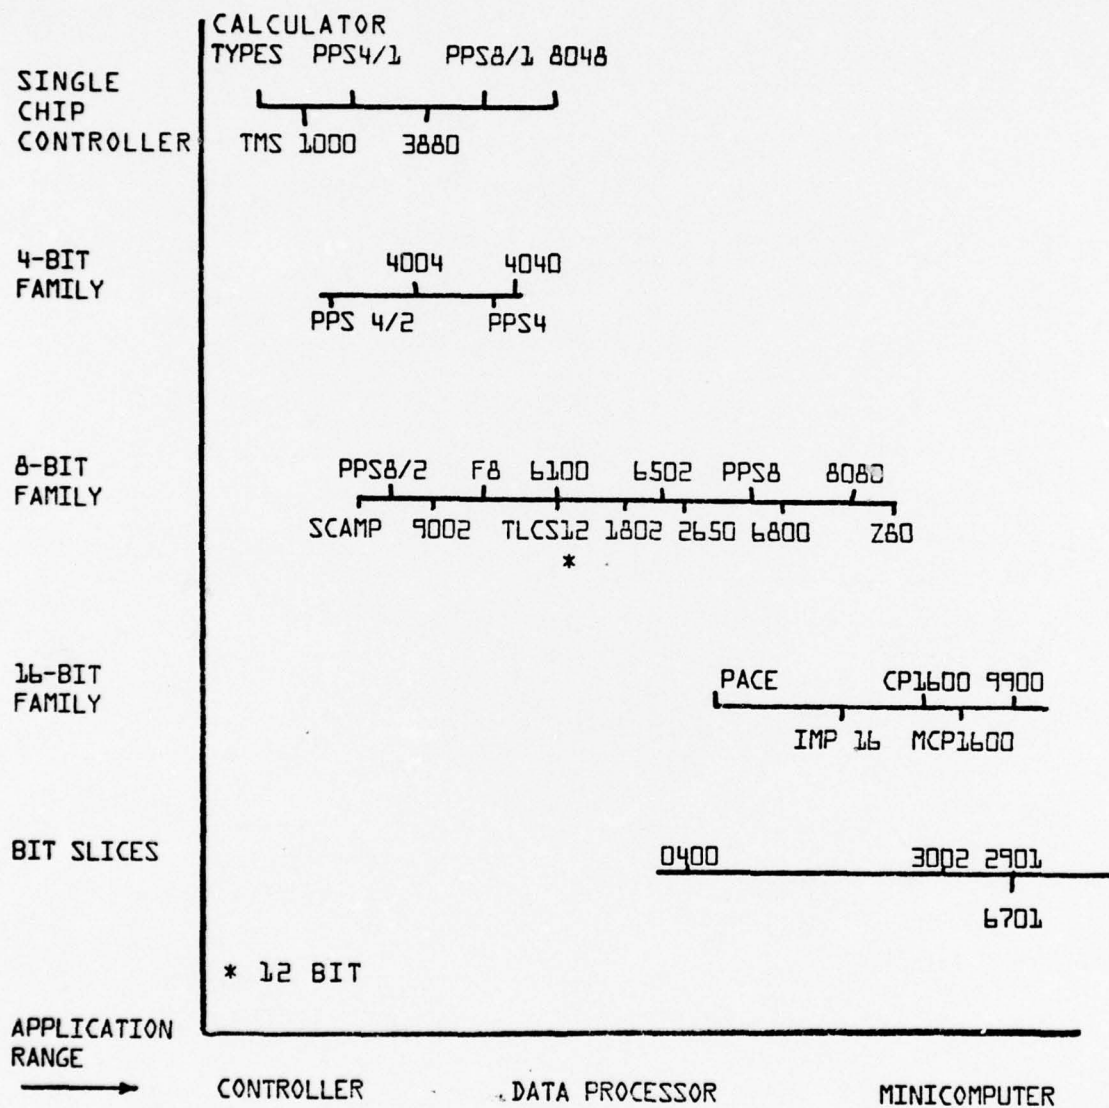 CALCULATOR
TYPES PPS4/1 PPS8/1 8048
SINGLE
CHIP
CONTROLLER
TMS 1000 3880
4-BIT
FAMILY
4004 4040
PPS 4/2 PPS4
8-BIT
FAMILY
PPS8/2 F8 6100 6502 PPS8 8080
SCAMP 9002 TLCS12 1802 2650 6800 Z80
*
16-BIT
FAMILY
PACE CP1600 9900
IMP 16 MCP1600
BIT SLICES
0400 3002 2901
6701
* 12 BIT
APPLICATION
RANGE
CONTROLLER DATA PROCESSOR MINICOMPUTER